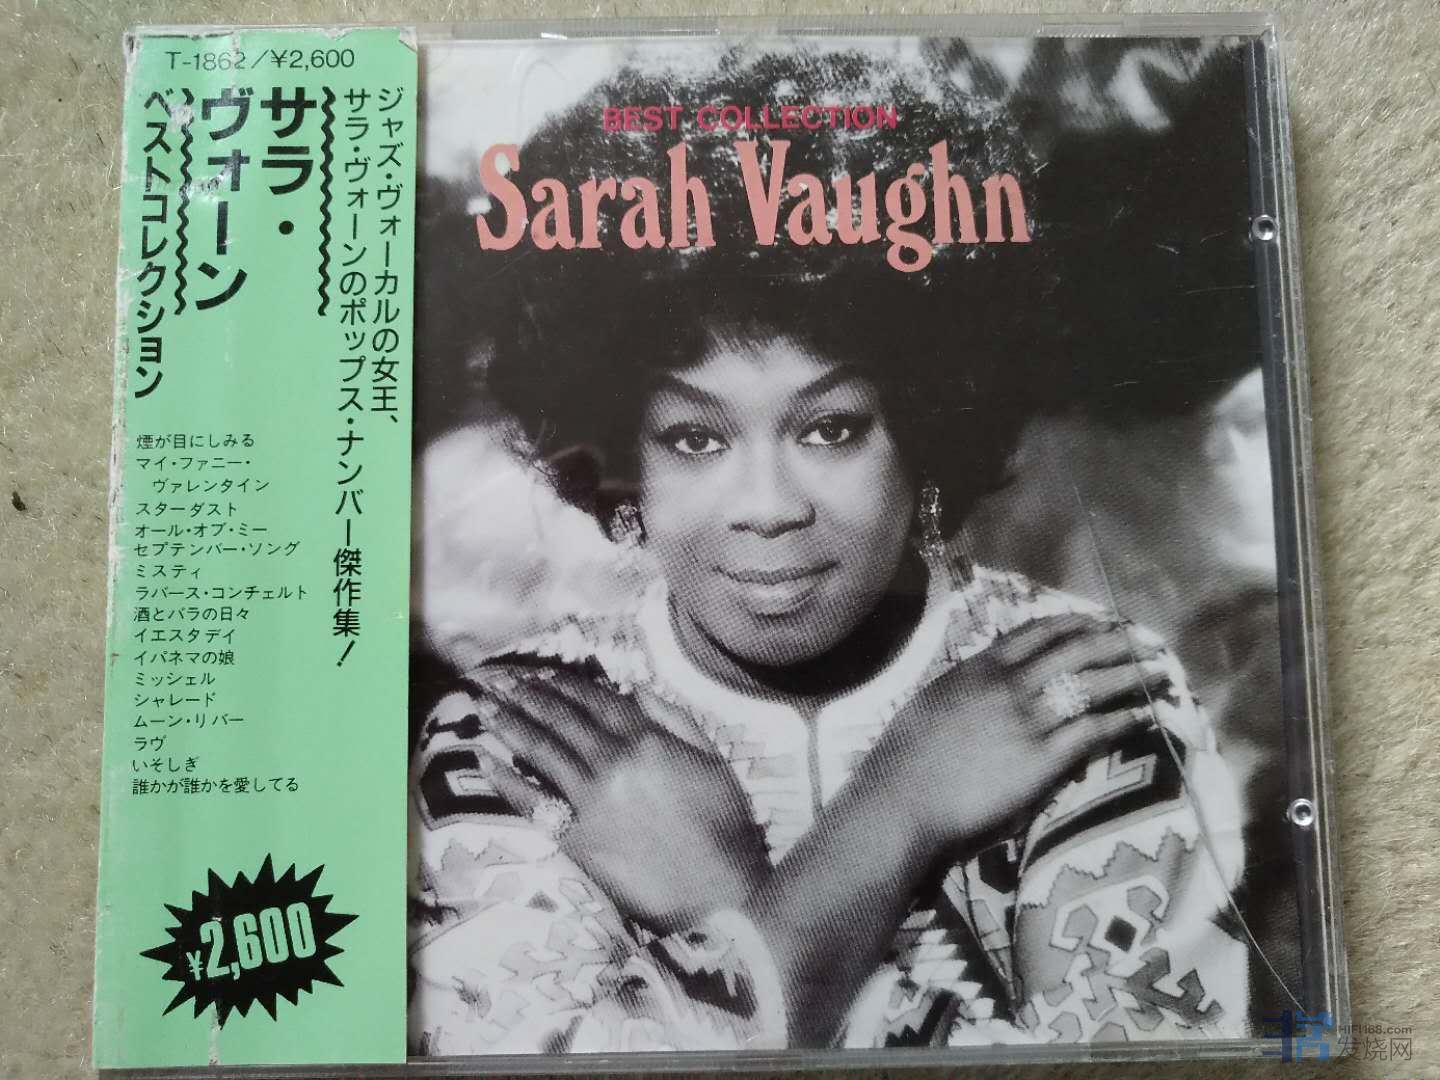 T-1862/¥2,600
サラ・
ヴォーン
ベストコレクション
ジャズ・ヴォーカルの女王、
サラ・ヴォーンのポップス・ナンバー傑作集!
煙が目にしみる
マイ・ファニー・
ヴァレンタイン
スターダスト
オール・オブ・ミー
セプテンバー・ソング
ミスティ
ラバース・コンチェルト
酒とバラの日々
イエスタデイ
イパネマの娘
ミッシェル
シャレード
ムーン・リバー
ラヴ
いそしぎ
誰かが誰かを愛してる
¥2,600
BEST COLLECTION
Sarah Vaughn
HIFI168.com
发烧网